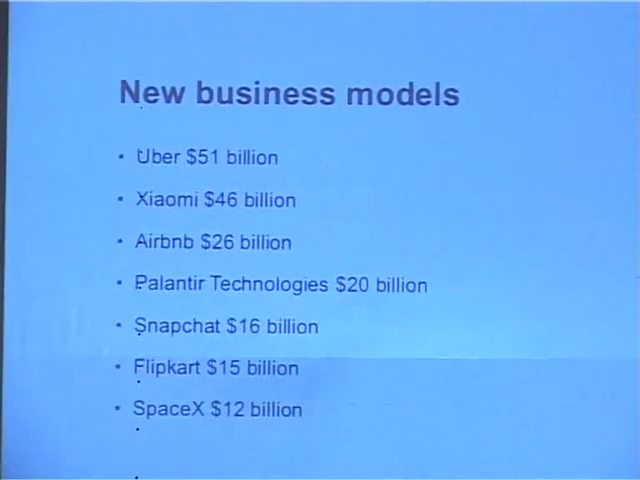 New business models
• Uber $51 billion
• Xiaomi $46 billion
• Airbnb $26 billion
• Palantir Technologies $20 billion
• Snapchat $16 billion
• Flipkart $15 billion
• SpaceX $12 billion